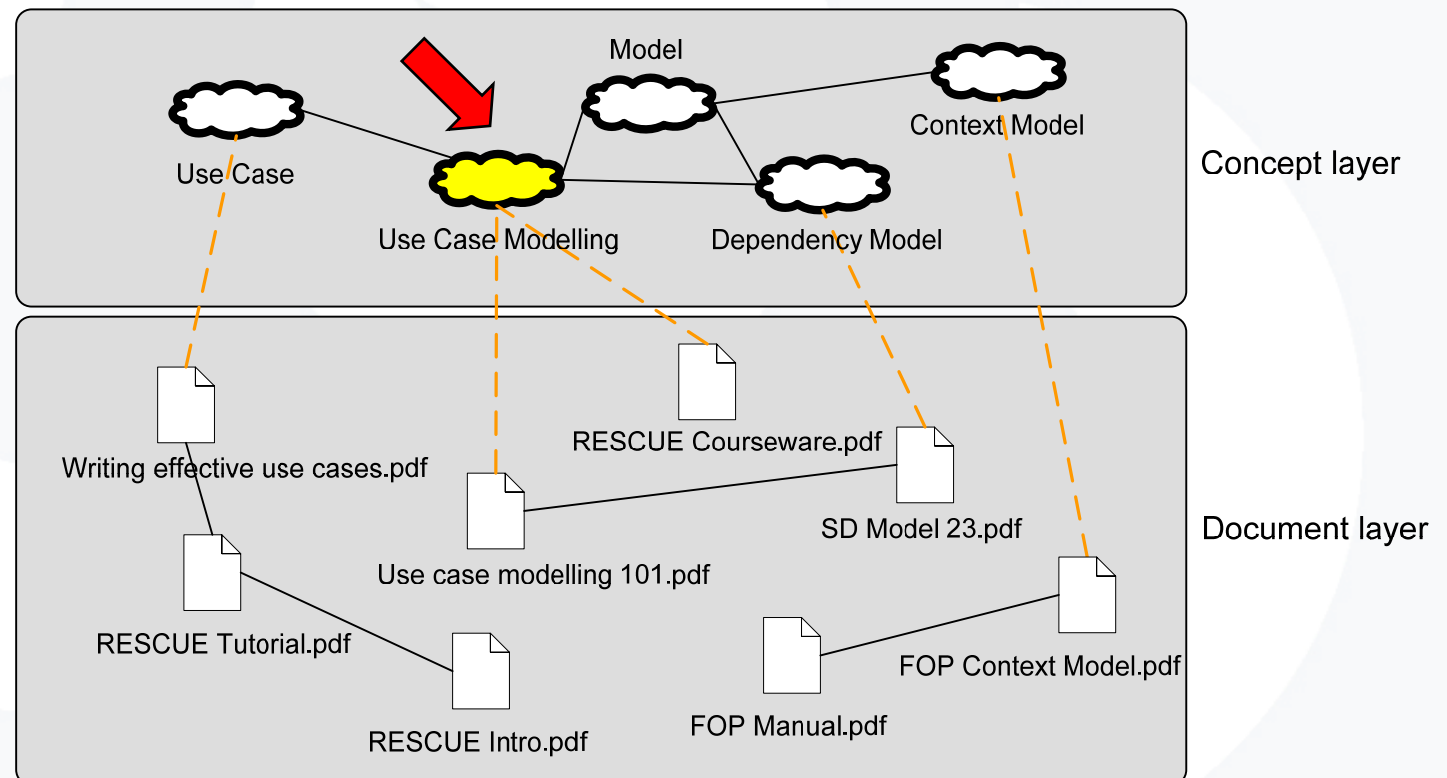 Model
Context Model
Use Case
Concept layer
Use Case Modelling
Dependency Model
RESCUE Courseware.pdf
Writing effective use cases.pdf
SD Model 23.pdf
Document layer
Use case modelling 101.pdf
RESCUE Tutorial.pdf
FOP Context Model.pdf
FOP Manual.pdf
RESCUE Intro.pdf